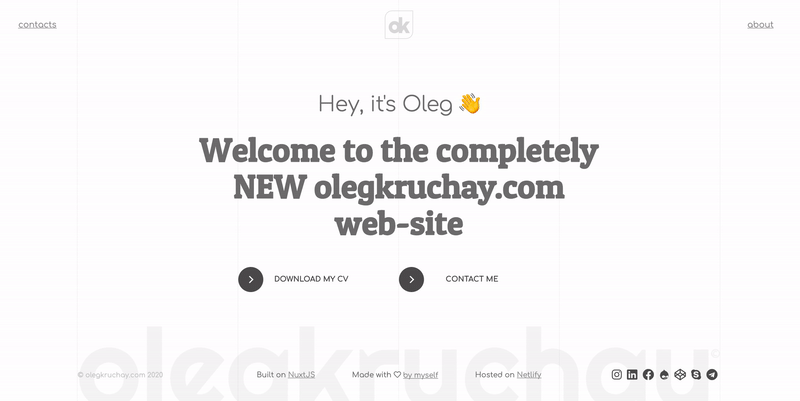 contacts
ok
about
Hey, it's Oleg 👋
Welcome to the completely
NEW olegkruchay.com
web-site
DOWNLOAD MY CV
CONTACT ME
olegkruchay
©
© olegkruchay.com 2020
Built on NuxtJS
Made with ♡ by myself
Hosted on Netlify